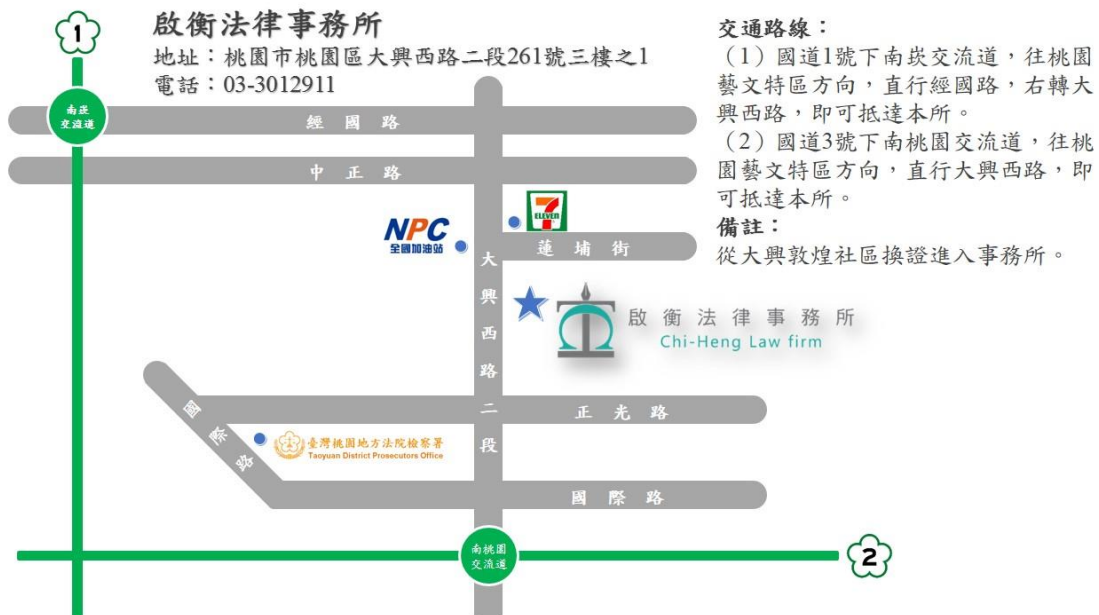 1
啟衡法律事務所
地址：桃園市桃園區大興西路二段261號三樓之1
電話：03-3012911
交通路線：
（1）國道1號下南崁交流道，往桃園
藝文特區方向，直行經國路，右轉大
興西路，即可抵達本所。
（2）國道3號下南桃園交流道，往桃
園藝文特區方向，直行大興西路，即
可抵達本所。
備註：
從大興敦煌社區換證進入事務所。
南崁
交流道
經國路
中正路
NPC
全國加油站
7
ELEVEN
蓮埔街
大興西路二段
啟衡法律事務所
Chi-Heng Law firm
國際路
正光路
臺灣桃園地方法院檢察署
Taoyuan District Prosecutors Office
國際路
南桃園
交流道
2